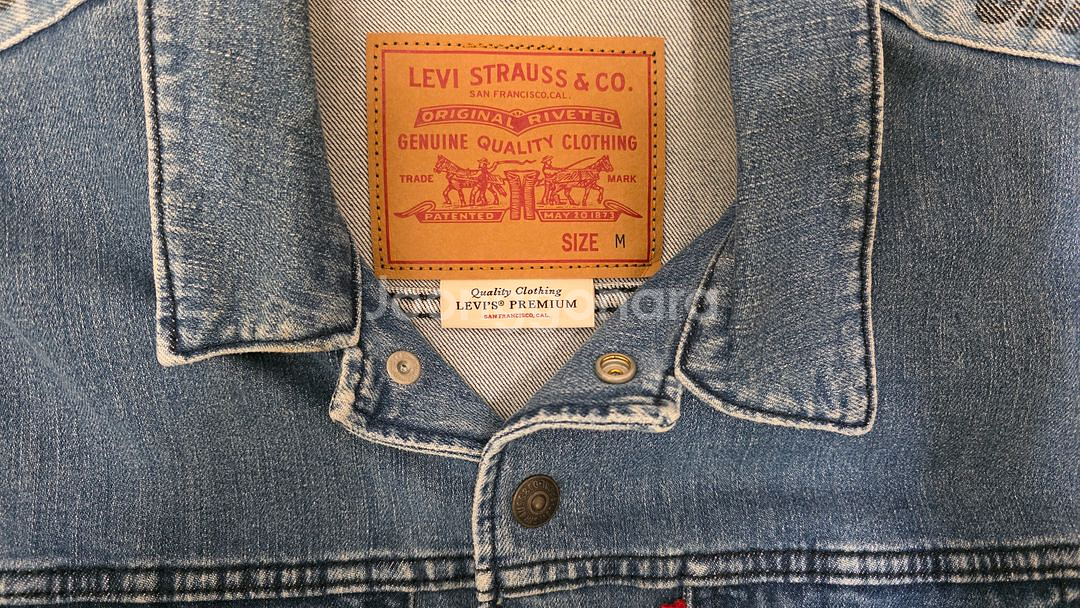 LEVI STRAUSS & CO.
SAN FRANCISCO, CAL.
ORIGINAL RIVETED
GENUINE QUALITY CLOTHING
TRADE MARK
PATENTED MAY 20 1873
SIZE M
Quality Clothing
LEVI'S® PREMIUM
SAN FRANCISCO, CAL.